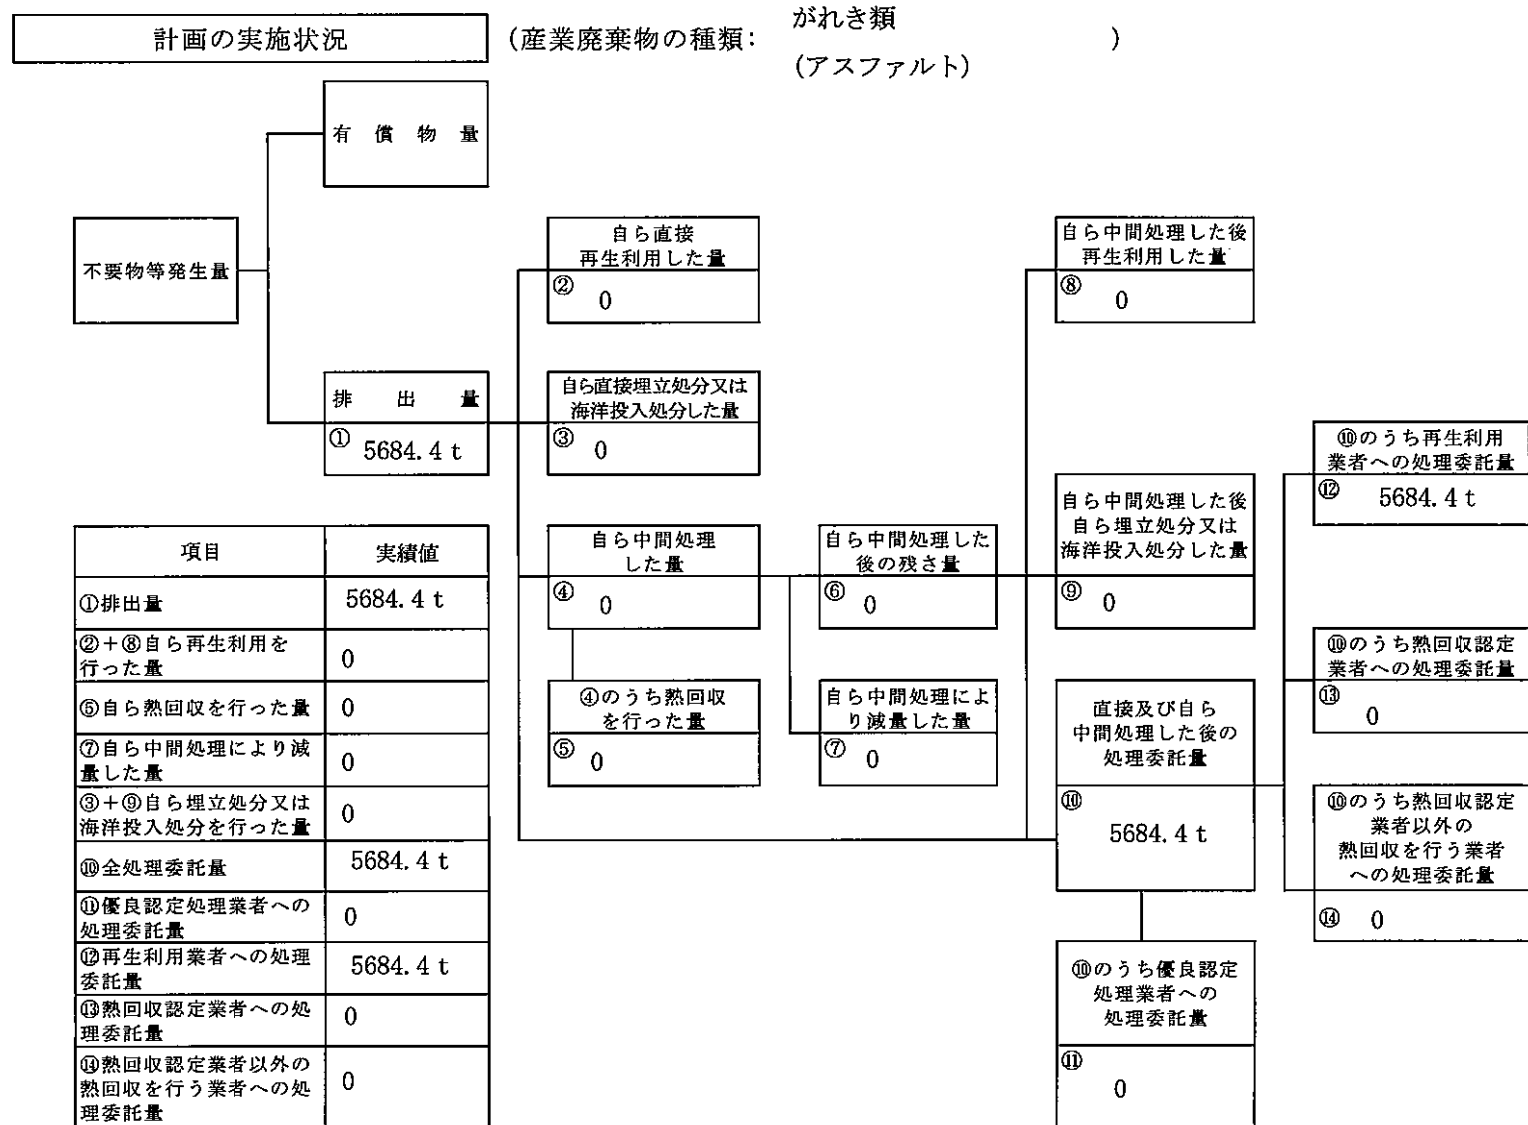 計画の実施状況
(産業廃棄物の種類:
がれき類
(アスファルト)
)
有償物量
不要物等発生量
排出量
① 5684.4 t
自ら直接
再生利用した量
② 0
自ら直接埋立処分又は
海洋投入処分した量
③ 0
自ら中間処理
した量
④ 0
④のうち熱回収
を行った量
⑤ 0
自ら中間処理した
後の残さ量
⑥ 0
自ら中間処理によ
り減量した量
⑦ 0
自ら中間処理した後
再生利用した量
⑧ 0
自ら中間処理した後
自ら埋立処分又は
海洋投入処分した量
⑨ 0
直接及び自ら
中間処理した後の
処理委託量
⑩
5684.4 t
⑩のうち優良認定
処理業者への
処理委託量
⑪
0
⑩のうち再生利用
業者への処理委託量
⑫ 5684.4 t
⑩のうち熱回収認定
業者への処理委託量
⑬
0
⑩のうち熱回収認定
業者以外の
熱回収を行う業者
への処理委託量
⑭ 0
項目 実績値
①排出量 5684.4 t
②+⑧自ら再生利用を
行った量 0
⑤自ら熱回収を行った量 0
⑦自ら中間処理により減
量した量 0
③+⑨自ら埋立処分又は
海洋投入処分を行った量 0
⑩全処理委託量 5684.4 t
⑪優良認定処理業者への
処理委託量 0
⑫再生利用業者への処理
委託量 5684.4 t
⑬熱回収認定業者への処
理委託量 0
⑭熱回収認定業者以外の
熱回収を行う業者への処
理委託量 0